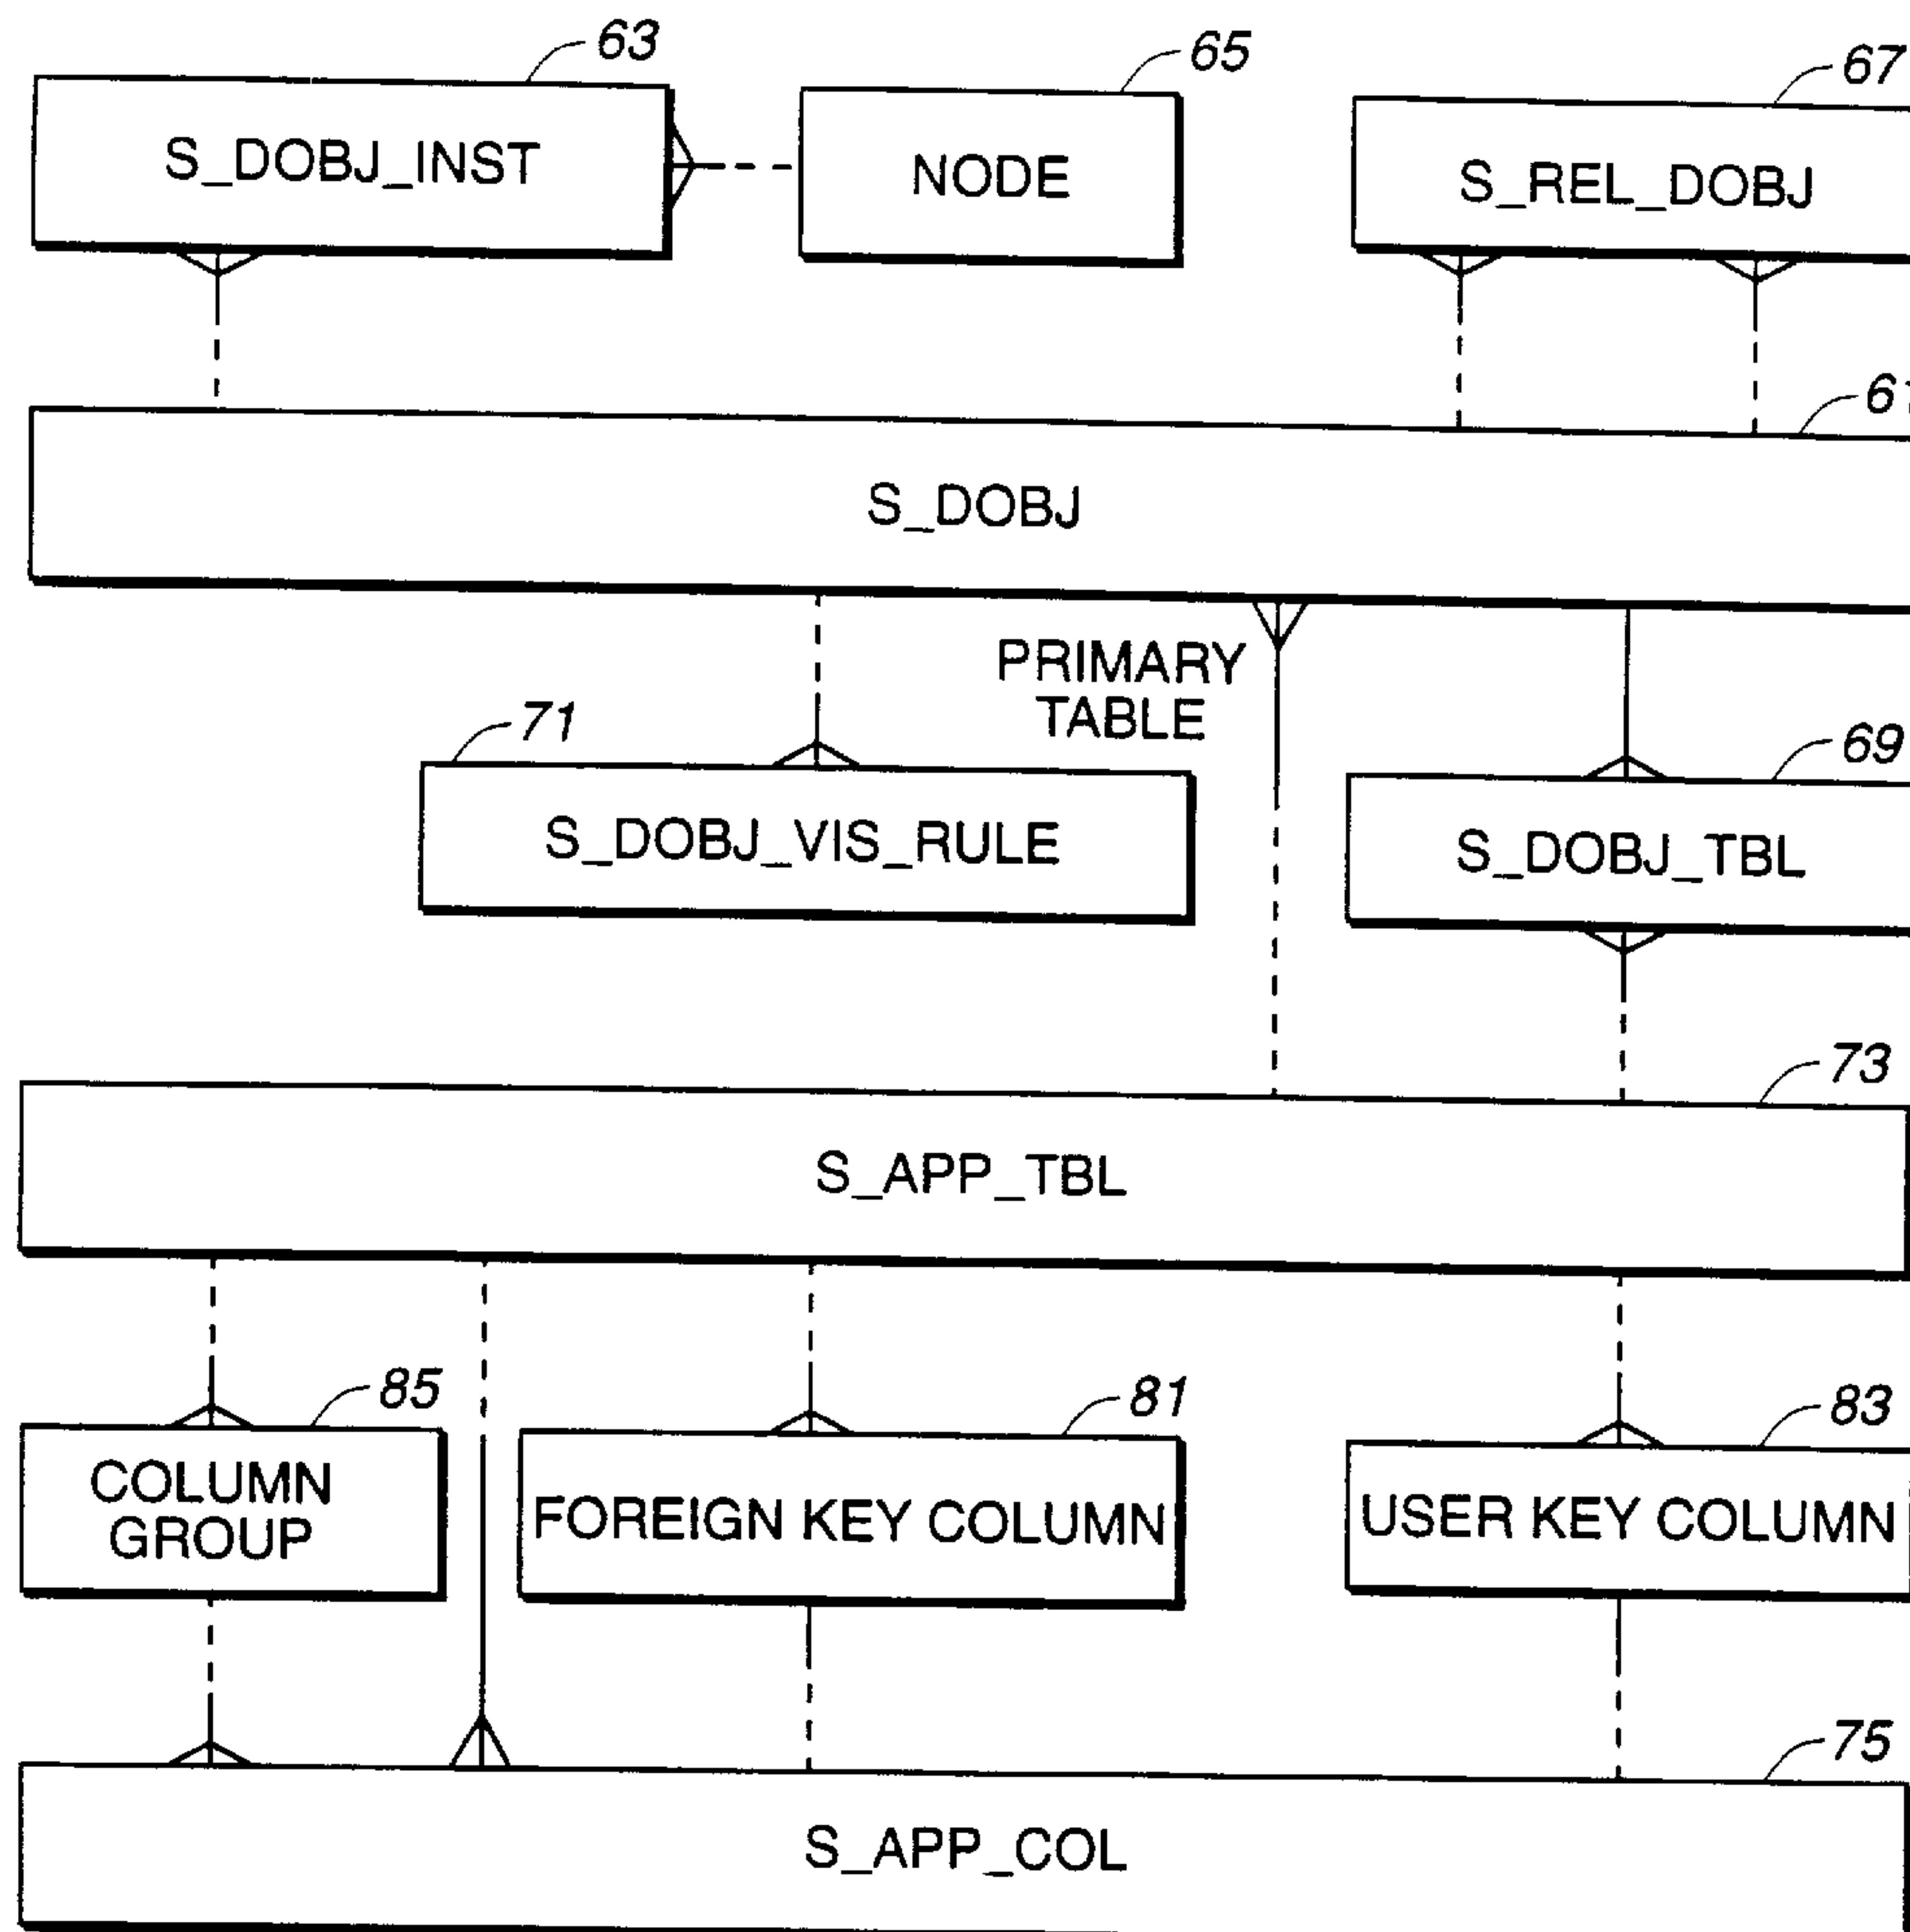 63
65
67
S_DOBJ_INST
NODE
S_REL_DOBJ
61
S_DOBJ
PRIMARY
TABLE
71
69
S_DOBJ_VIS_RULE
S_DOBJ_TBL
73
S_APP_TBL
85
81
83
COLUMN
GROUP
FOREIGN KEY COLUMN
USER KEY COLUMN
75
S_APP_COL